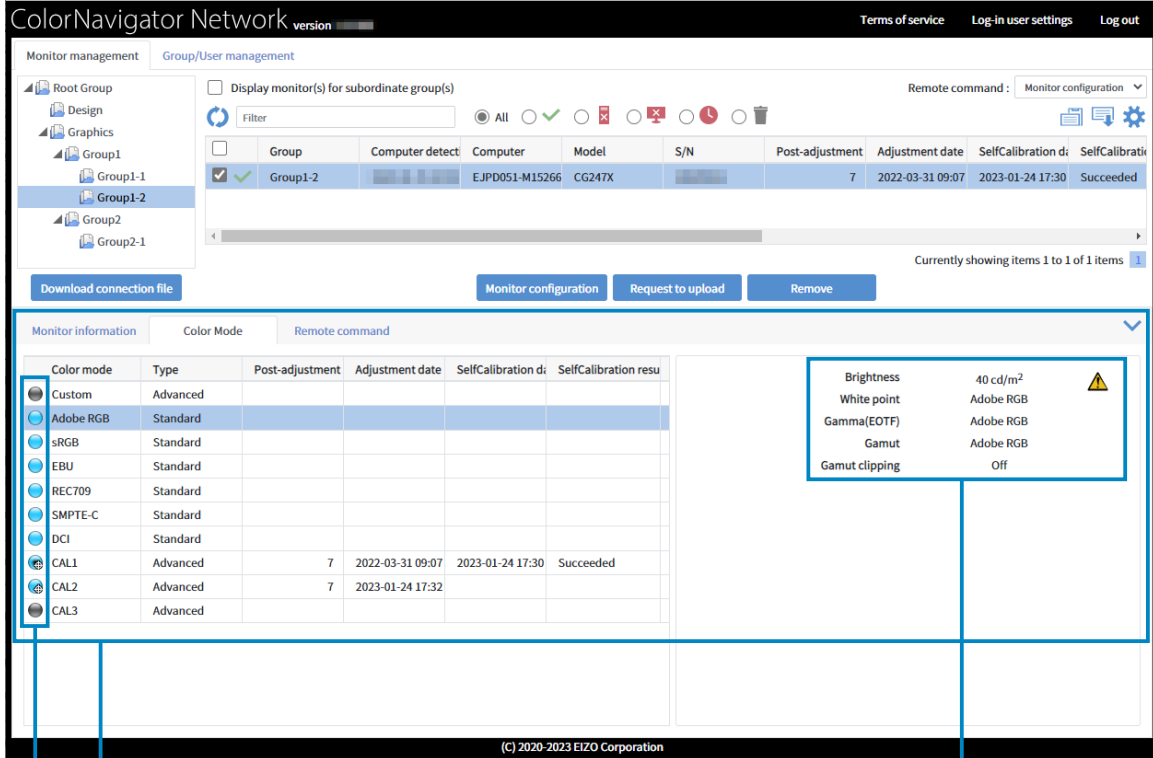 ColorNavigator Network version
Terms of service Log-in user settings Log out
Monitor management Group/User management
Root Group
Design
Graphics
Group1
Group1-1
Group1-2
Group2
Group2-1
Display monitor(s) for subordinate group(s)
Remote command : Monitor configuration
Filter All
Group Computer detecti Computer Model S/N Post-adjustment Adjustment date SelfCalibration da SelfCalibratio
Group1-2 EJPD051-M15266 CG247X 7 2022-03-31 09:07 2023-01-24 17:30 Succeeded
Currently showing items 1 to 1 of 1 items 1
Download connection file Monitor configuration Request to upload Remove
Monitor information Color Mode Remote command
Color mode Type Post-adjustment Adjustment date SelfCalibration da SelfCalibration resu
Custom Advanced
Adobe RGB Standard
sRGB Standard
EBU Standard
REC709 Standard
SMPTE-C Standard
DCI Standard
CAL1 Advanced 7 2022-03-31 09:07 2023-01-24 17:30 Succeeded
CAL2 Advanced 7 2023-01-24 17:32
CAL3 Advanced
Brightness 40 cd/m2
White point Adobe RGB
Gamma(EOTF) Adobe RGB
Gamut Adobe RGB
Gamut clipping Off
(C) 2020-2023 EIZO Corporation